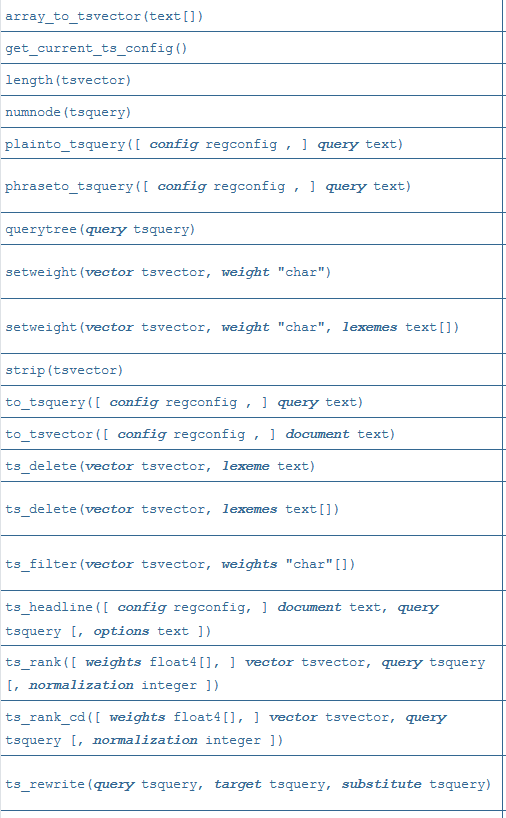 array_to_tsvector(text[])
get_current_ts_config()
length(tsvector)
numnode(tsquery)
plainto_tsquery([ config regconfig , ] query text)
phraseto_tsquery([ config regconfig , ] query text)
querytree(query tsquery)
setweight(vector tsvector, weight "char")
setweight(vector tsvector, weight "char", lexemes text[])
strip(tsvector)
to_tsquery([ config regconfig , ] query text)
to_tsvector([ config regconfig , ] document text)
ts_delete(vector tsvector, lexeme text)
ts_delete(vector tsvector, lexemes text[])
ts_filter(vector tsvector, weights "char"[])
ts_headline([ config regconfig, ] document text, query
tsquery [, options text ])
ts_rank([ weights float4[], ] vector tsvector, query tsquery
[, normalization integer ])
ts_rank_cd([ weights float4[], ] vector tsvector, query
tsquery [, normalization integer ])
ts_rewrite(query tsquery, target tsquery, substitute tsquery)